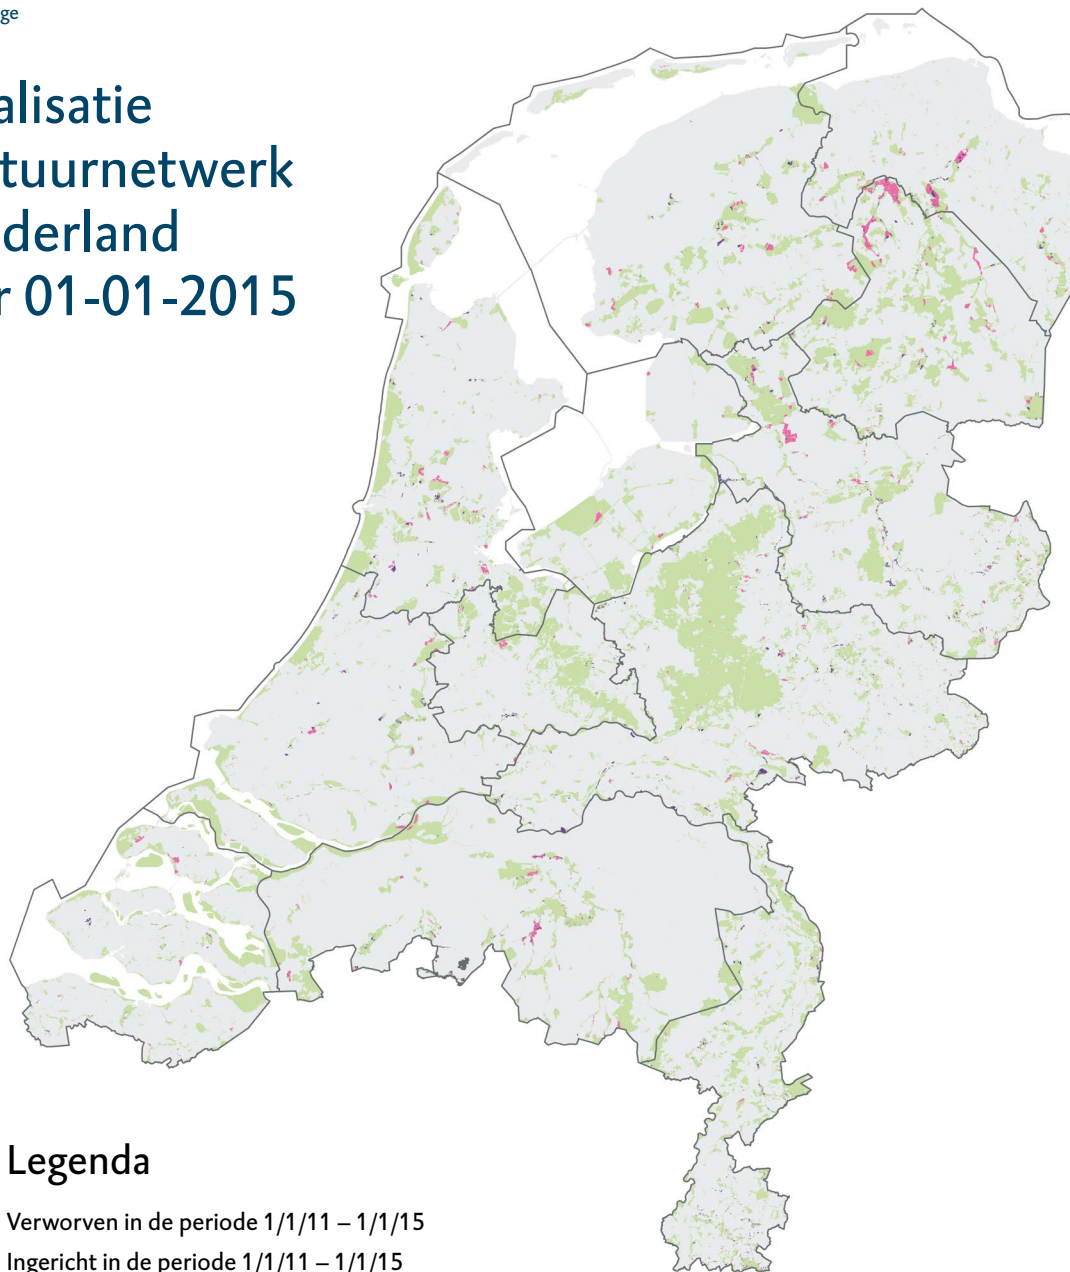 ge
alisatie
tuurnetwerk
derland
r 01-01-2015
Legenda
Verworven in de periode 1/1/11 – 1/1/15
Ingericht in de periode 1/1/11 – 1/1/15